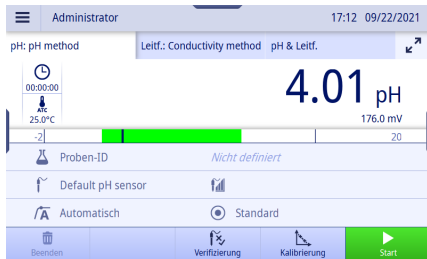 Administrator 17:12 09/22/2021
pH: pH method Leitf.: Conductivity method pH & Leitf.
00:00:00
ATC
25.0°C
4.01 pH
176.0 mV
-2 20
Proben-ID Nicht definiert
Default pH sensor
A Automatisch Standard
Beenden Verifizierung Kalibrierung Start